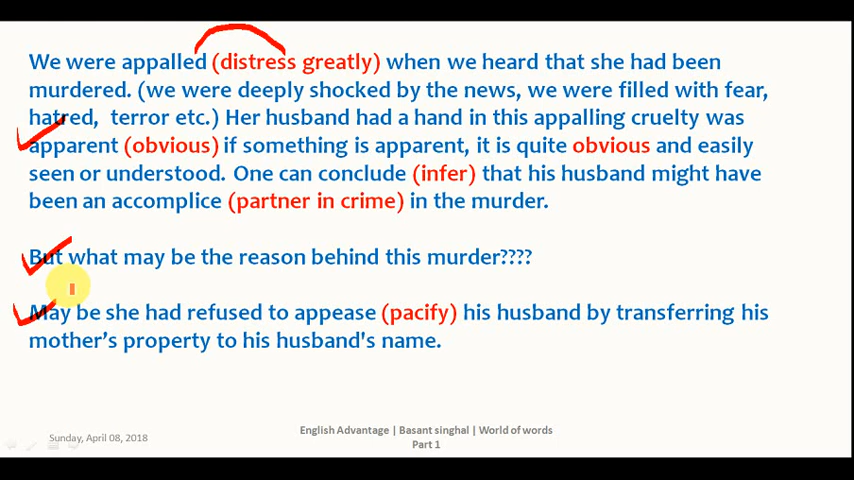 We were appalled (distress greatly) when we heard that she had been
murdered. (we were deeply shocked by the news, we were filled with fear,
hatred,  terror etc.) Her husband had a hand in this appalling cruelty was
apparent (obvious) if something is apparent, it is quite obvious and easily
seen or understood. One can conclude (infer) that his husband might have
been an accomplice (partner in crime) in the murder.
But what may be the reason behind this murder????
May be she had refused to appease (pacify) his husband by transferring his
mother’s property to his husband's name.
Sunday, April 08, 2018
English Advantage | Basant singhal | World of words
Part 1